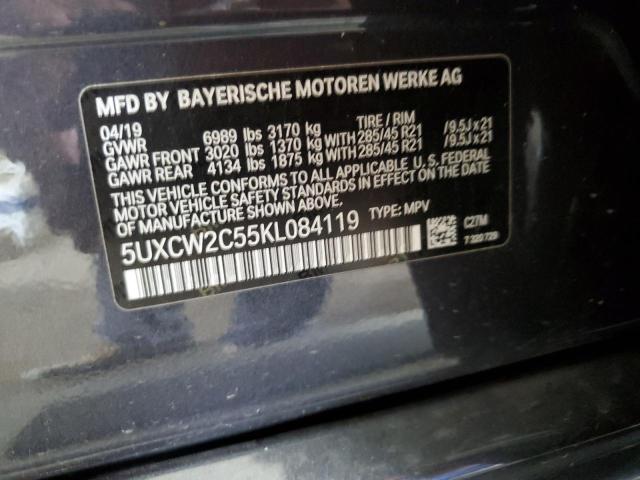 MFD BY BAYERISCHE MOTOREN WERKE AG
04/19 TIRE / RIM
GVWR 6989 lbs 3170 kg
GAWR FRONT 3020 lbs 1370 kg WITH 285/45 R21 /9.5J x 21
GAWR REAR 4134 lbs 1875 kg WITH 285/45 R21 /9.5J x 21
THIS VEHICLE CONFORMS TO ALL APPLICABLE U.S. FEDERAL
MOTOR VEHICLE SAFETY STANDARDS IN EFFECT ON THE DATE
OF MANUFACTURE SHOWN ABOVE.
5UXCW2C55KL084119 TYPE: MPV
C27M
7 320 729